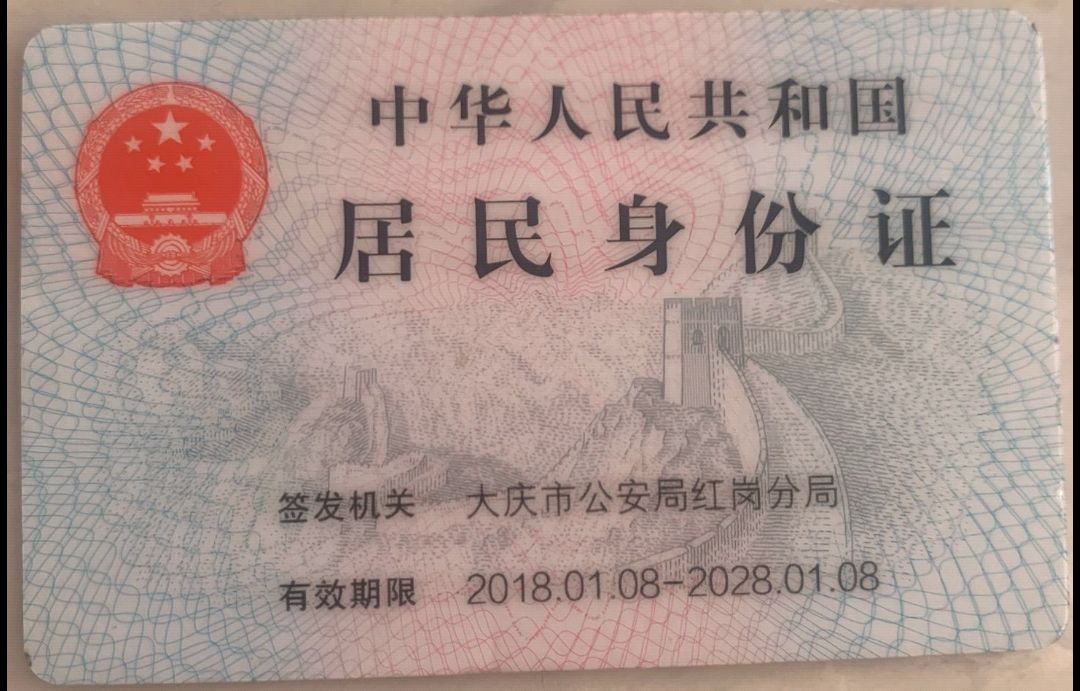 中华人民共和国
居民身份证
签发机关 大庆市公安局红岗分局
有效期限 2018.01.08-2028.01.08